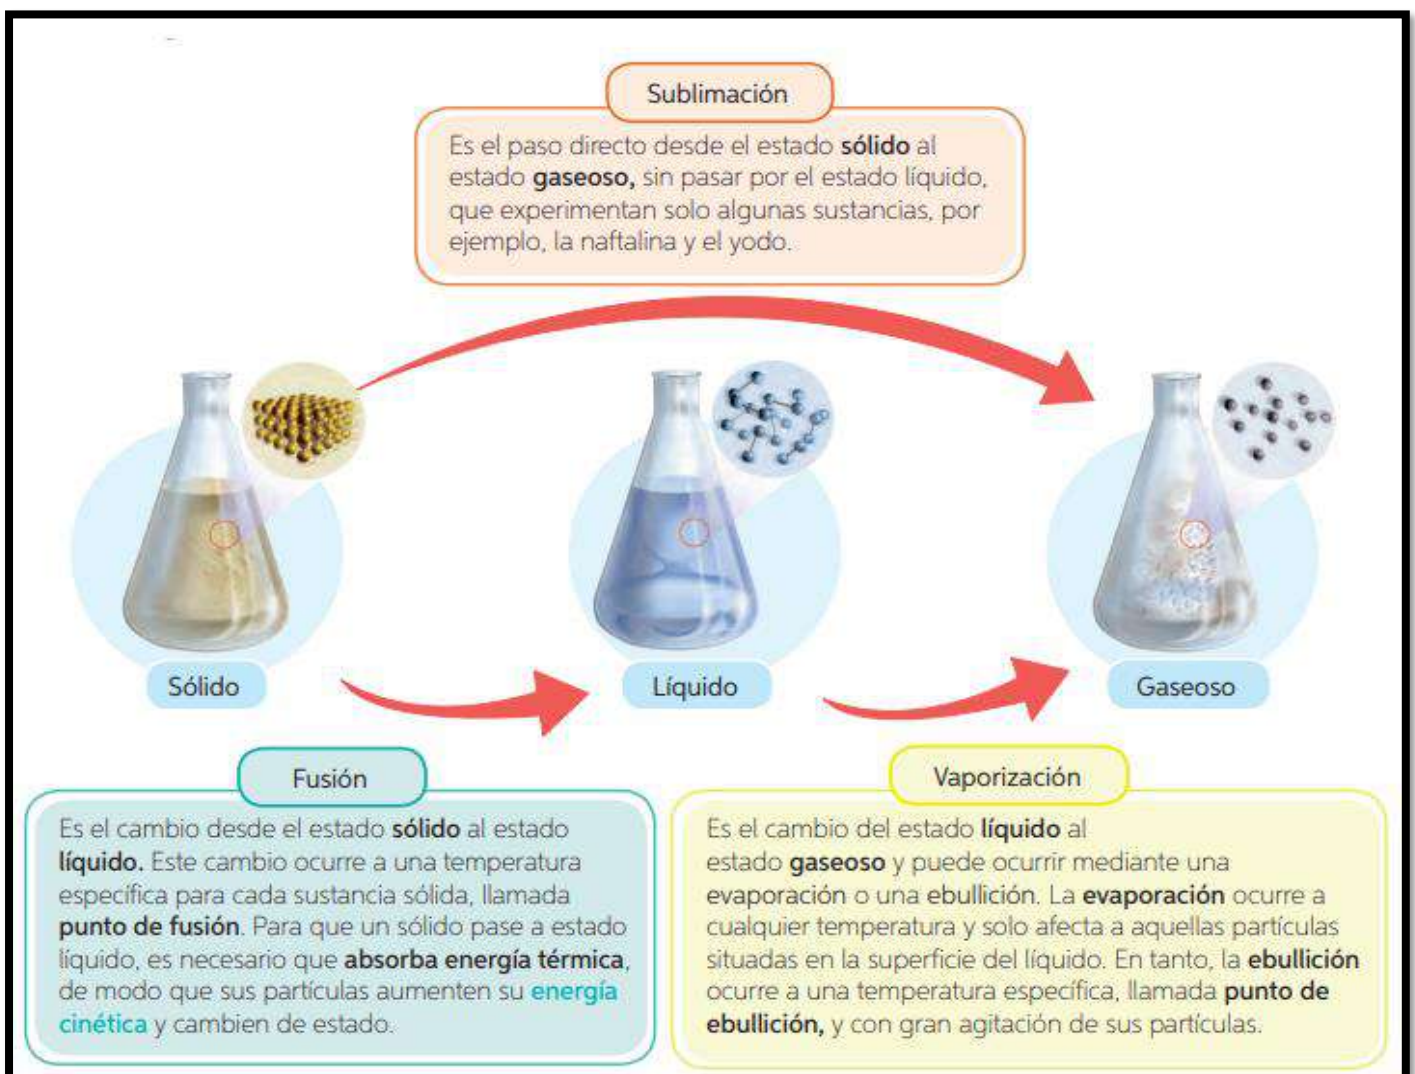 Sublimación
Es el paso directo desde el estado sólido al
estado gaseoso, sin pasar por el estado líquido,
que experimentan solo algunas sustancias, por
ejemplo, la naftalina y el yodo.
Sólido
Líquido
Gaseoso
Fusión
Es el cambio desde el estado sólido al estado
líquido. Este cambio ocurre a una temperatura
específica para cada sustancia sólida, llamada
punto de fusión. Para que un sólido pase a estado
líquido, es necesario que absorba energía térmica,
de modo que sus partículas aumenten su energía
cinética y cambien de estado.
Vaporización
Es el cambio del estado líquido al
estado gaseoso y puede ocurrir mediante una
evaporación o una ebullición. La evaporación ocurre a
cualquier temperatura y solo afecta a aquellas partículas
situadas en la superficie del líquido. En tanto, la ebullición
ocurre a una temperatura específica, llamada punto de
ebullición, y con gran agitación de sus partículas.